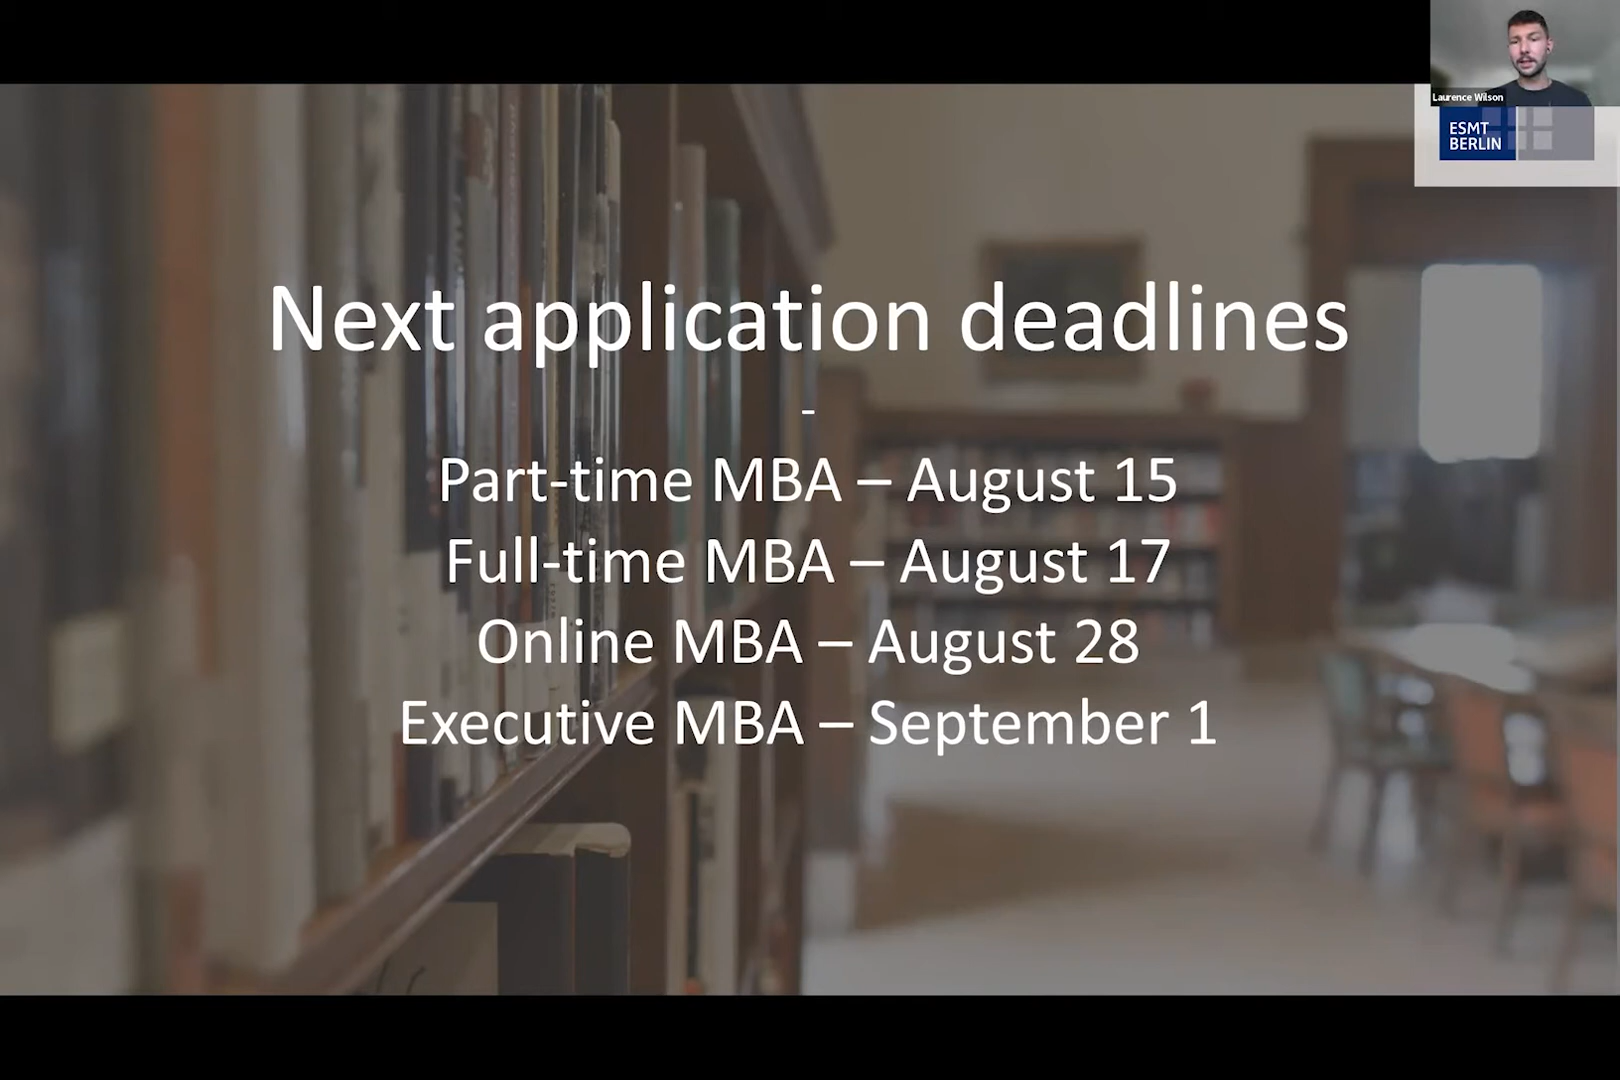 Laurence Wilson
ESMT
BERLIN
Next application deadlines
-
Part-time MBA – August 15
Full-time MBA – August 17
Online MBA – August 28
Executive MBA – September 1